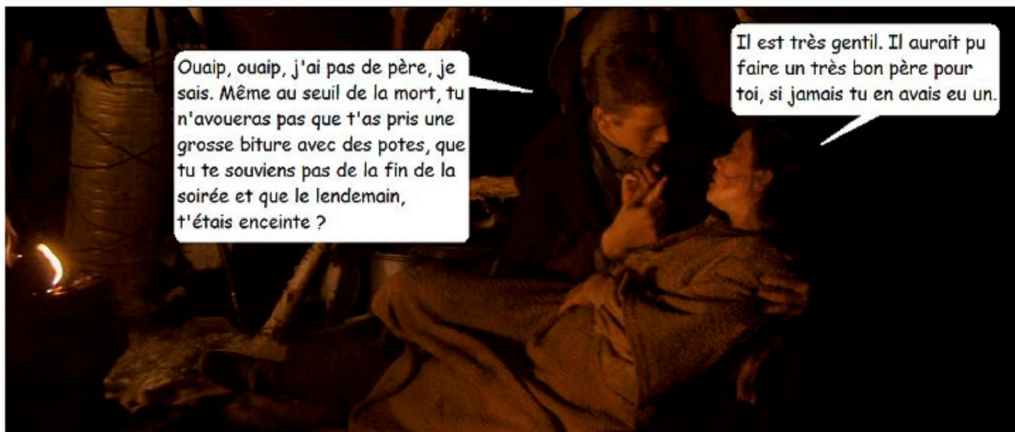 Il est très gentil. Il aurait pu
faire un très bon père pour
toi, si jamais tu en avais eu un.
Ouaip, ouaip, j'ai pas de père, je
sais. Même au seuil de la mort, tu
n'avoueras pas que t'as pris une
grosse biture avec des potes, que
tu te souviens pas de la fin de la
soirée et que le lendemain,
t'étais enceinte ?